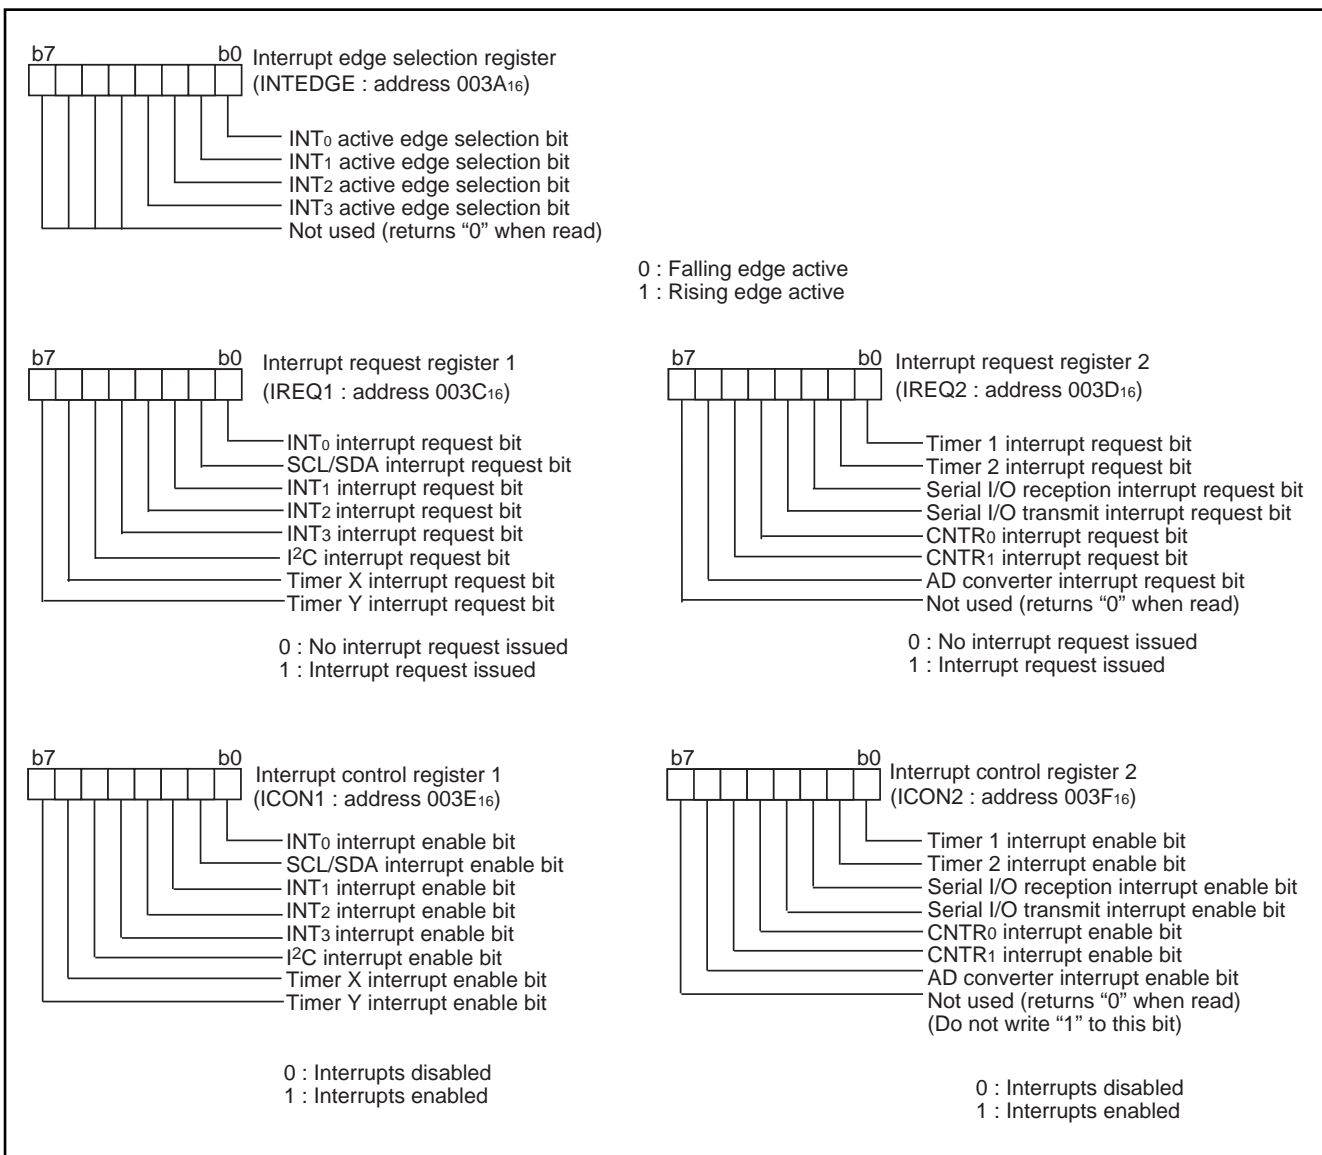 b7 b0 Interrupt edge selection register
(INTEDGE : address 003A16)
INT0 active edge selection bit
INT1 active edge selection bit
INT2 active edge selection bit
INT3 active edge selection bit
Not used (returns “0” when read)
0 : Falling edge active
1 : Rising edge active
b7 b0 Interrupt request register 1
(IREQ1 : address 003C16)
INT0 interrupt request bit
SCL/SDA interrupt request bit
INT1 interrupt request bit
INT2 interrupt request bit
INT3 interrupt request bit
I2C interrupt request bit
Timer X interrupt request bit
Timer Y interrupt request bit
0 : No interrupt request issued
1 : Interrupt request issued
b7 b0 Interrupt request register 2
(IREQ2 : address 003D16)
Timer 1 interrupt request bit
Timer 2 interrupt request bit
Serial I/O reception interrupt request bit
Serial I/O transmit interrupt request bit
CNTR0 interrupt request bit
CNTR1 interrupt request bit
AD converter interrupt request bit
Not used (returns “0” when read)
0 : No interrupt request issued
1 : Interrupt request issued
b7 b0 Interrupt control register 1
(ICON1 : address 003E16)
INT0 interrupt enable bit
SCL/SDA interrupt enable bit
INT1 interrupt enable bit
INT2 interrupt enable bit
INT3 interrupt enable bit
I2C interrupt enable bit
Timer X interrupt enable bit
Timer Y interrupt enable bit
0 : Interrupts disabled
1 : Interrupts enabled
b7 b0 Interrupt control register 2
(ICON2 : address 003F16)
Timer 1 interrupt enable bit
Timer 2 interrupt enable bit
Serial I/O reception interrupt enable bit
Serial I/O transmit interrupt enable bit
CNTR0 interrupt enable bit
CNTR1 interrupt enable bit
AD converter interrupt enable bit
Not used (returns “0” when read)
(Do not write “1” to this bit)
0 : Interrupts disabled
1 : Interrupts enabled